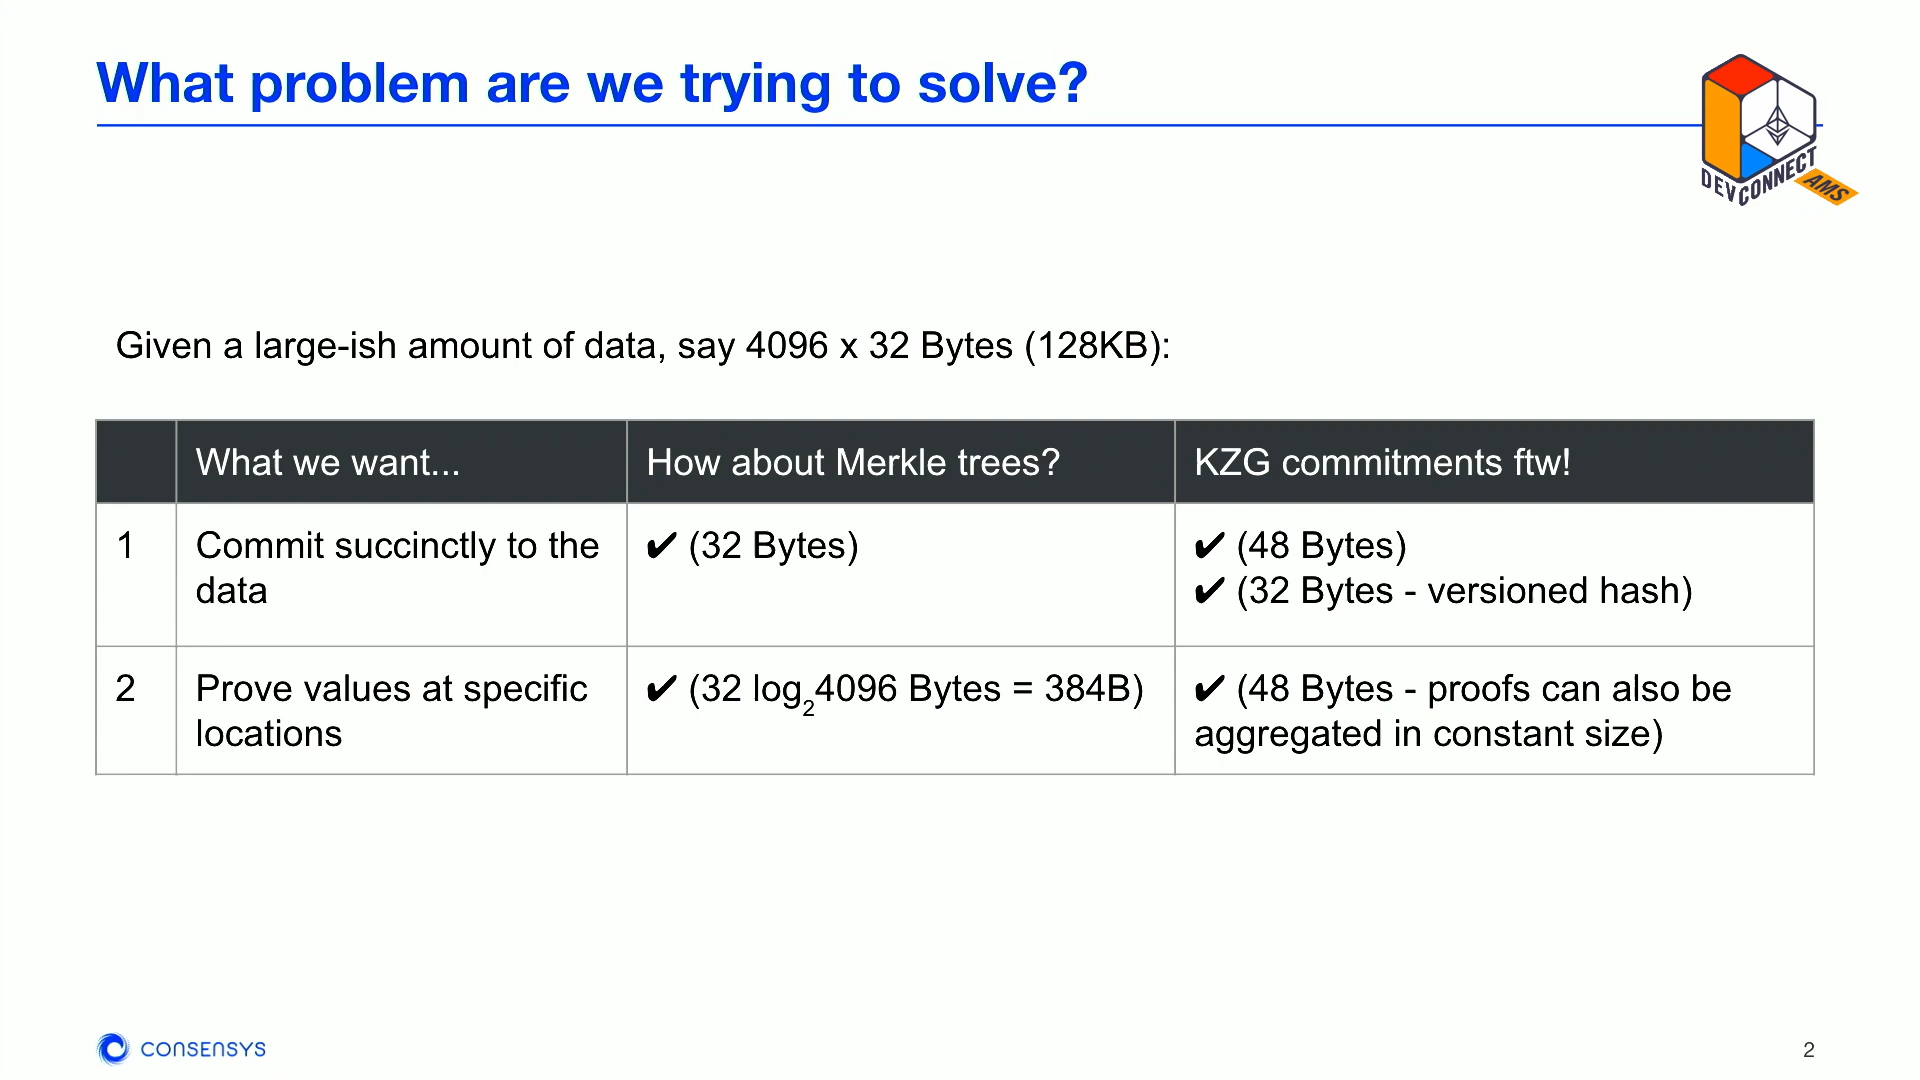 What problem are we trying to solve?
DEVCONNECT
AMS
Given a large-ish amount of data, say 4096 x 32 Bytes (128KB):
What we want...
How about Merkle trees?
KZG commitments ftw!
1
Commit succinctly to the
data
✔ (32 Bytes)
✔ (48 Bytes)
✔ (32 Bytes - versioned hash)
2
Prove values at specific
locations
✔ (32 log₂4096 Bytes = 384B)
✔ (48 Bytes - proofs can also be
aggregated in constant size)
CONSENSYS
2